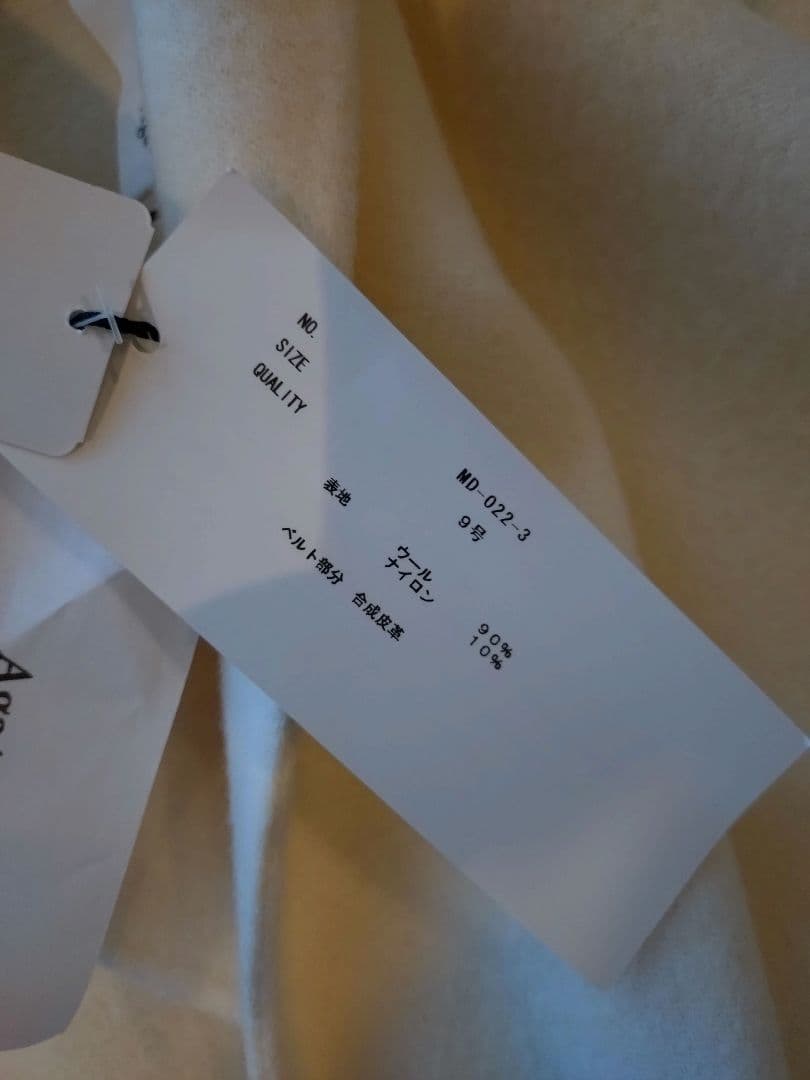 NO. MD-022-3
SIZE 9号
QUALITY
表地 ウール 90%
ナイロン 10%
ベルト部分 合成皮革